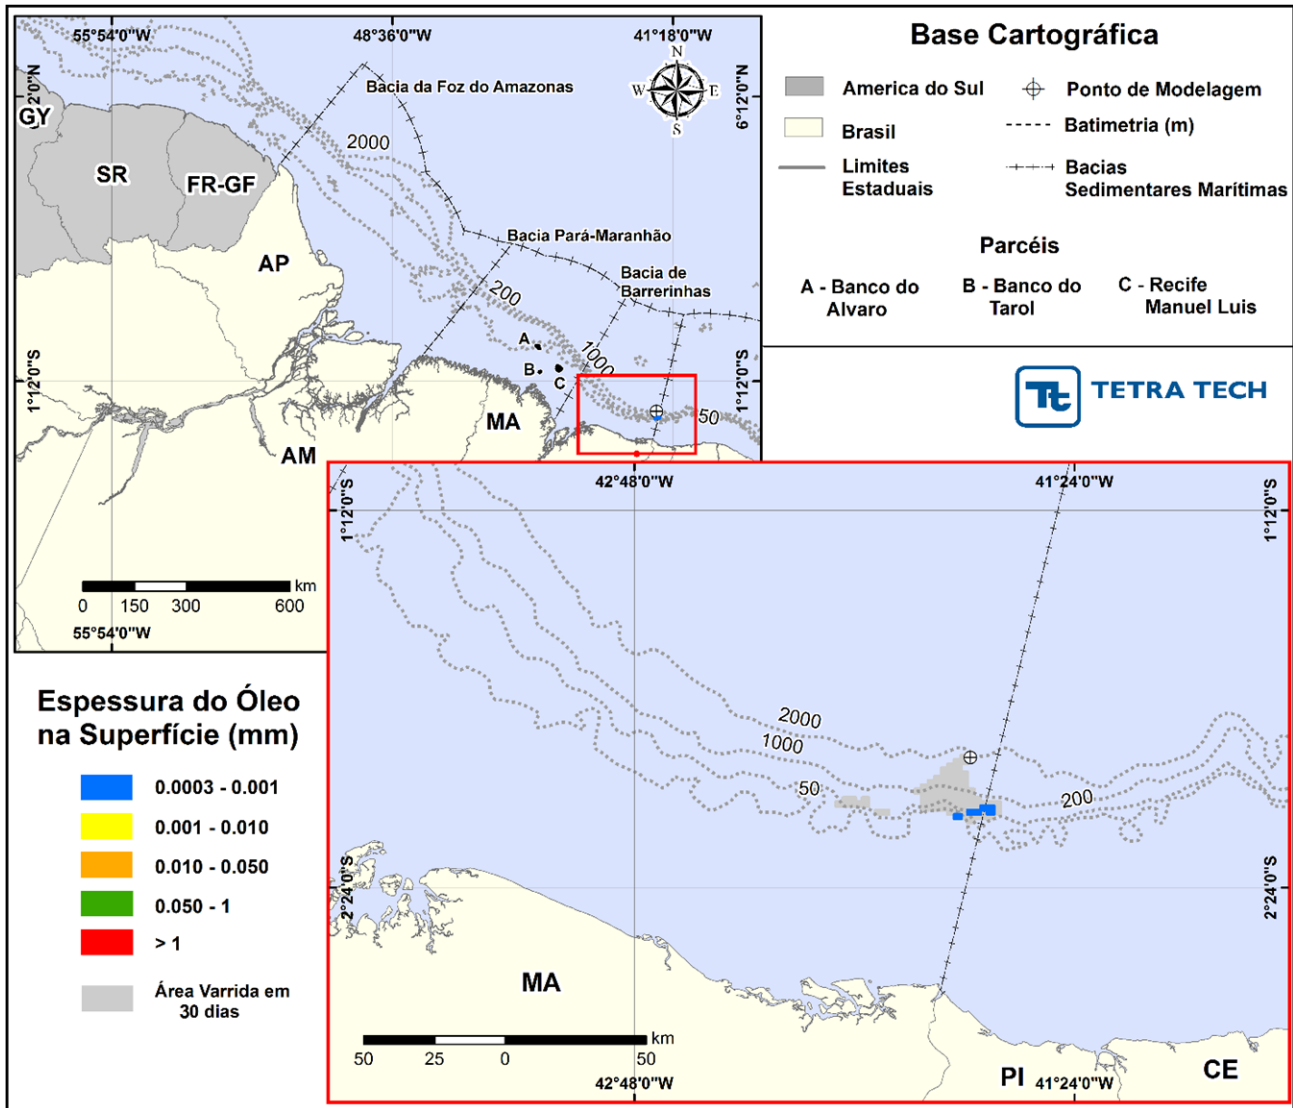 55°54'0"W
48°36'0"W
41°18'0"W
6°12'0"N
2'0"N
6°12'0"N
N
W
E
S
GY
SR
FR-GF
AP
AM
MA
Bacia da Foz do Amazonas
2000
Bacia Pará-Maranhão
Bacia de
Barrerinhas
200
1000
50
A
B
C
1°12'0"S
1°12'0"S
km
0
150
300
600
55°54'0"W
Base Cartográfica
America do Sul
Ponto de Modelagem
Brasil
Batimetria (m)
Limites
Estaduais
Bacias
Sedimentares Marítimas
Parcéis
A - Banco do
Alvaro
B - Banco do
Tarol
C - Recife
Manuel Luis
Tt TETRA TECH
42°48'0"W
41°24'0"W
1°12'0"S
1°12'0"S
2000
1000
50
200
2°24'0"S
2°24'0"S
MA
PI
CE
km
50
25
0
50
42°48'0"W
41°24'0"W
Espessura do Óleo
na Superfície (mm)
0.0003 - 0.001
0.001 - 0.010
0.010 - 0.050
0.050 - 1
> 1
Área Varrida em
30 dias